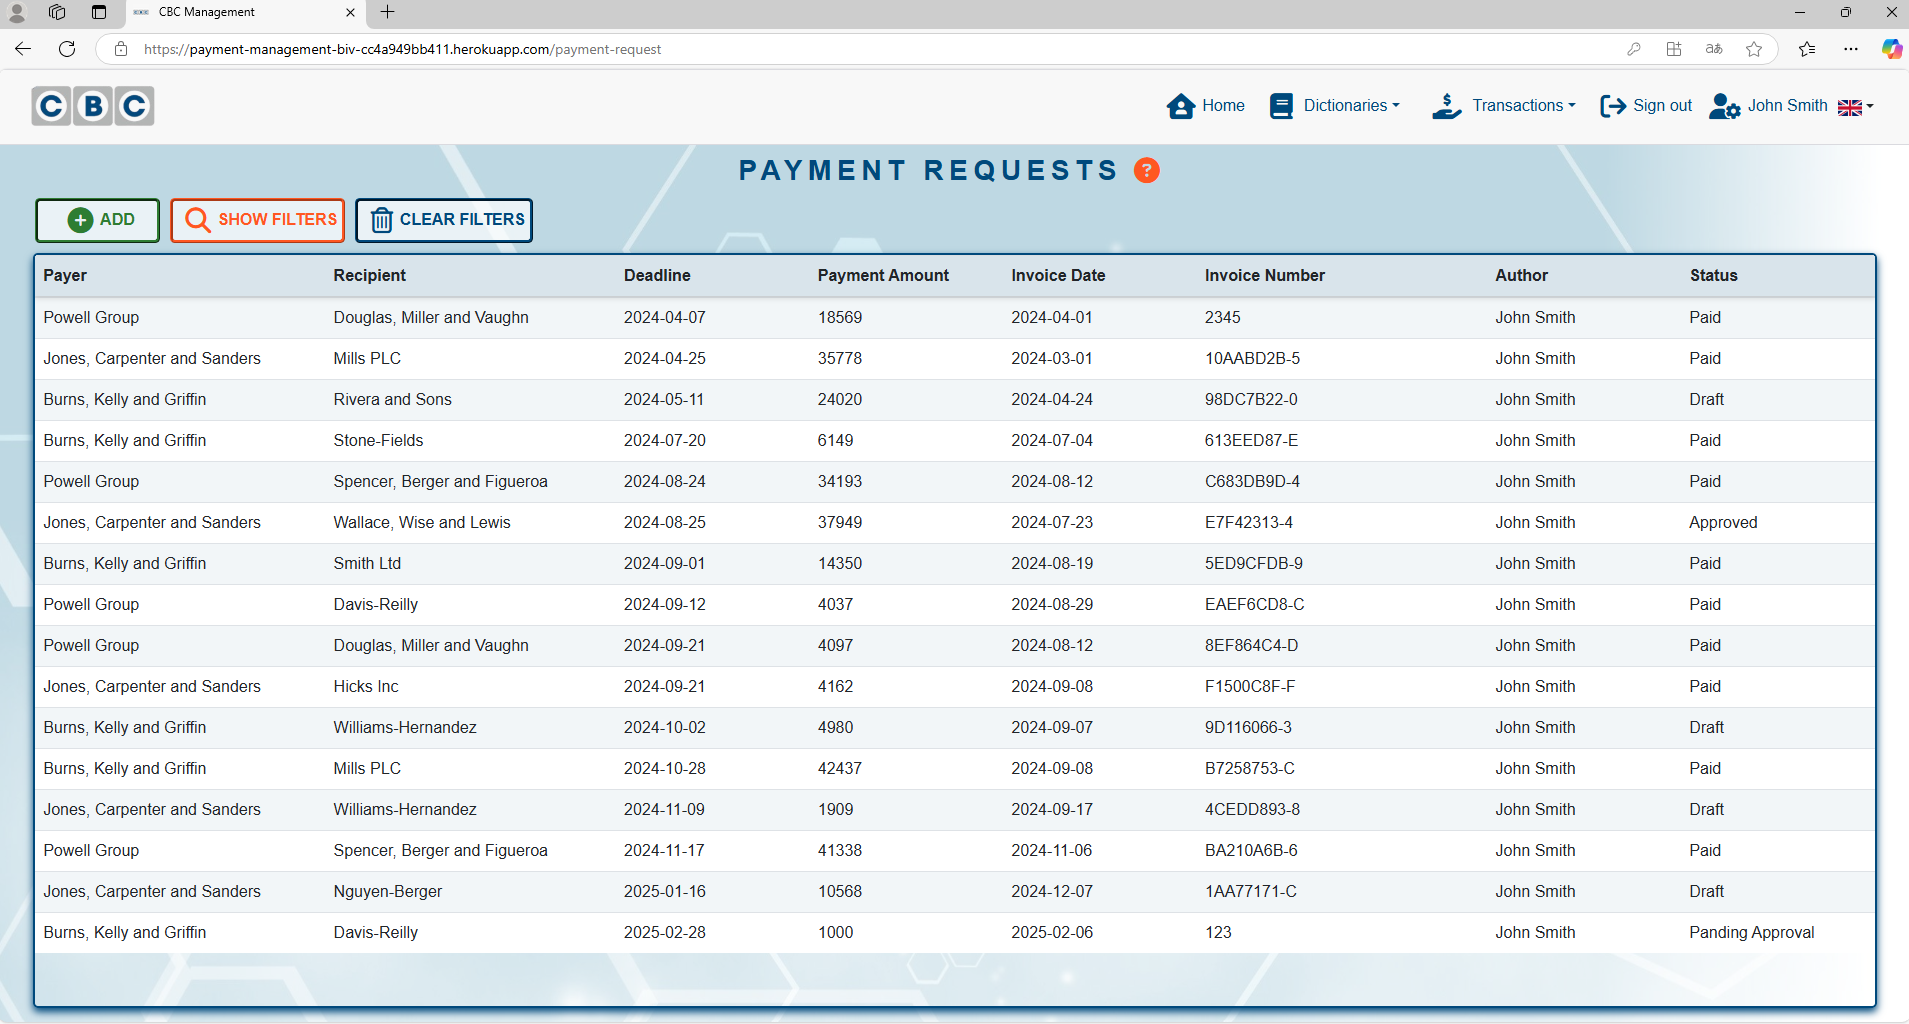 CBC Management
https://payment-management-biv-cc4a949bb411.herokuapp.com/payment-request
CBC Home Dictionaries Transactions Sign out John Smith
PAYMENT REQUESTS ?
ADD SHOW FILTERS CLEAR FILTERS
Payer Recipient Deadline Payment Amount Invoice Date Invoice Number Author Status
Powell Group Douglas, Miller and Vaughn 2024-04-07 18569 2024-04-01 2345 John Smith Paid
Jones, Carpenter and Sanders Mills PLC 2024-04-25 35778 2024-03-01 10AABD2B-5 John Smith Paid
Burns, Kelly and Griffin Rivera and Sons 2024-05-11 24020 2024-04-24 98DC7B22-0 John Smith Draft
Burns, Kelly and Griffin Stone-Fields 2024-07-20 6149 2024-07-04 613EED87-E John Smith Paid
Powell Group Spencer, Berger and Figueroa 2024-08-24 34193 2024-08-12 C683DB9D-4 John Smith Paid
Jones, Carpenter and Sanders Wallace, Wise and Lewis 2024-08-25 37949 2024-07-23 E7F42313-4 John Smith Approved
Burns, Kelly and Griffin Smith Ltd 2024-09-01 14350 2024-08-19 5ED9CFDB-9 John Smith Paid
Powell Group Davis-Reilly 2024-09-12 4037 2024-08-29 EAEF6CD8-C John Smith Paid
Powell Group Douglas, Miller and Vaughn 2024-09-21 4097 2024-08-12 8EF864C4-D John Smith Paid
Jones, Carpenter and Sanders Hicks Inc 2024-09-21 4162 2024-09-08 F1500C8F-F John Smith Paid
Burns, Kelly and Griffin Williams-Hernandez 2024-10-02 4980 2024-09-07 9D116066-3 John Smith Draft
Burns, Kelly and Griffin Mills PLC 2024-10-28 42437 2024-09-08 B7258753-C John Smith Paid
Jones, Carpenter and Sanders Williams-Hernandez 2024-11-09 1909 2024-09-17 4CEDD893-8 John Smith Draft
Powell Group Spencer, Berger and Figueroa 2024-11-17 41338 2024-11-06 BA210A6B-6 John Smith Paid
Jones, Carpenter and Sanders Nguyen-Berger 2025-01-16 10568 2024-12-07 1AA77171-C John Smith Draft
Burns, Kelly and Griffin Davis-Reilly 2025-02-28 1000 2025-02-06 123 John Smith Panding Approval